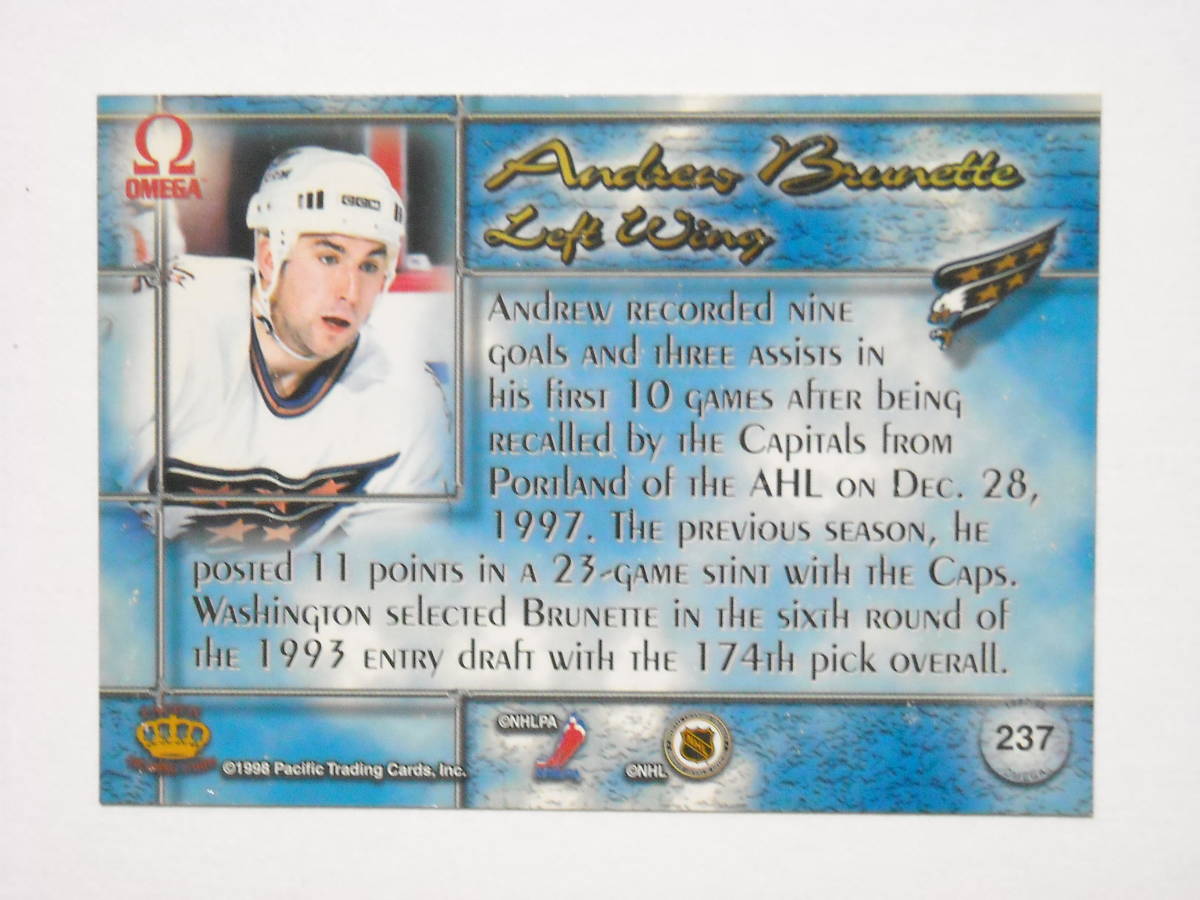 Ω
OMEGA™
Andrew Brunette
Left Wing
Andrew recorded nine
goals and three assists in
his first 10 games after being
recalled by the Capitals from
Portland of the AHL on Dec. 28,
1997. The previous season, he
posted 11 points in a 23-game stint with the Caps.
Washington selected Brunette in the sixth round of
the 1993 entry draft with the 174th pick overall.
©1998 Pacific Trading Cards, Inc.
©NHLPA
©NHL
NHL
237
OMEGA